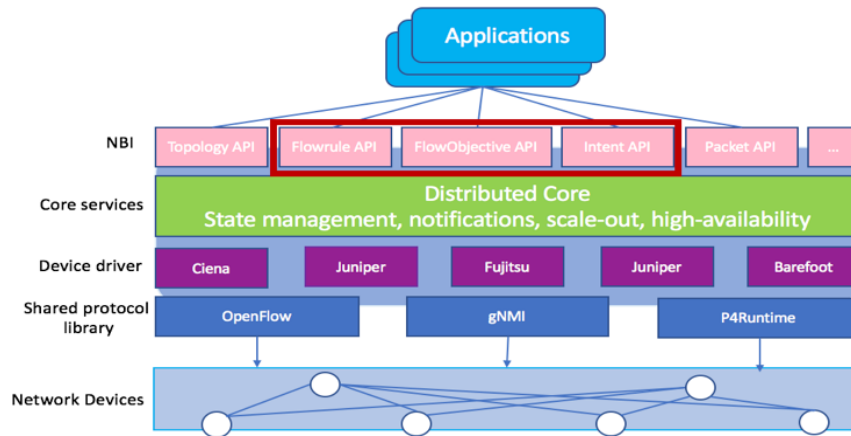 Applications
NBI
Topology API
Flowrule API
FlowObjective API
Intent API
Packet API
...
Core services
Distributed Core
State management, notifications, scale-out, high-availability
Device driver
Ciena
Juniper
Fujitsu
Juniper
Barefoot
Shared protocol
library
OpenFlow
gNMI
P4Runtime
Network Devices